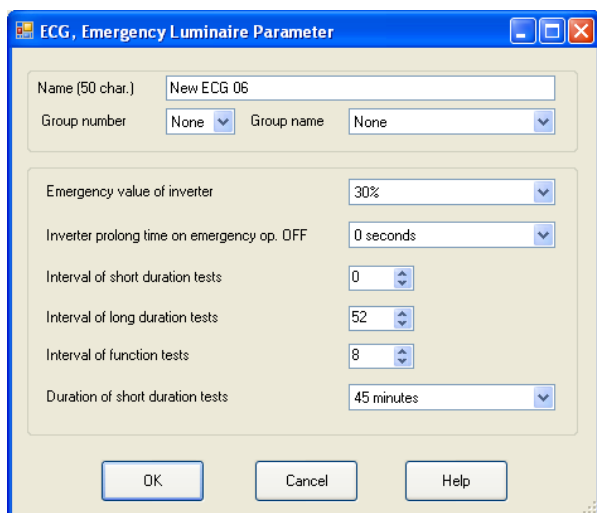 ECG, Emergency Luminaire Parameter
Name (50 char.) New ECG 06
Group number None Group name None
Emergency value of inverter 30%
Inverter prolong time on emergency op. OFF 0 seconds
Interval of short duration tests 0
Interval of long duration tests 52
Interval of function tests 8
Duration of short duration tests 45 minutes
OK Cancel Help